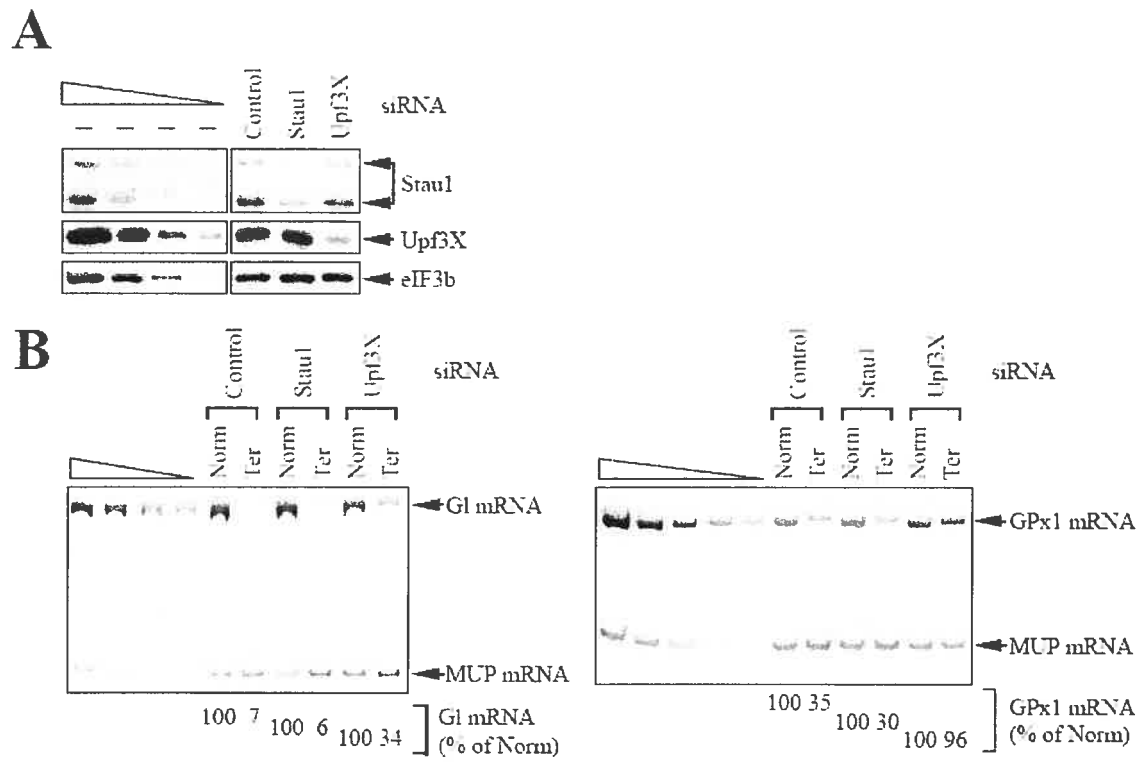 A
Control
Stau1
Upf3X
siRNA
– – – –
Stau1
Upf3X
eIF3b
B
Control
Stau1
Upf3X
siRNA
Norm Ter Norm Ter Norm Ter
Gl mRNA
MUP mRNA
100 7 100 6 100 34
Gl mRNA
(% of Norm)
Control
Stau1
Upf3X
siRNA
Norm Ter Norm Ter Norm Ter
GPx1 mRNA
MUP mRNA
100 35 100 30 100 96
GPx1 mRNA
(% of Norm)